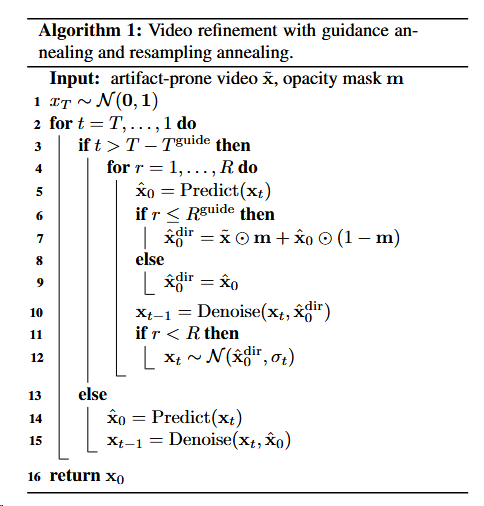 Algorithm 1: Video refinement with guidance an-
nealing and resampling annealing.
Input: artifact-prone video x̃, opacity mask m
1 x_T ∼ 𝒩(0, 1)
2 for t = T, . . . , 1 do
3 if t > T − T^guide then
4 for r = 1, . . . , R do
5 x̂_0 = Predict(x_t)
6 if r ≤ R^guide then
7 x̂_0^dir = x̃ ⊙ m + x̂_0 ⊙ (1 − m)
8 else
9 x̂_0^dir = x̂_0
10 x_{t−1} = Denoise(x_t, x̂_0^dir)
11 if r < R then
12 x_t ∼ 𝒩(x̂_0^dir, σ_t)
13 else
14 x̂_0 = Predict(x_t)
15 x_{t−1} = Denoise(x_t, x̂_0)
16 return x_0